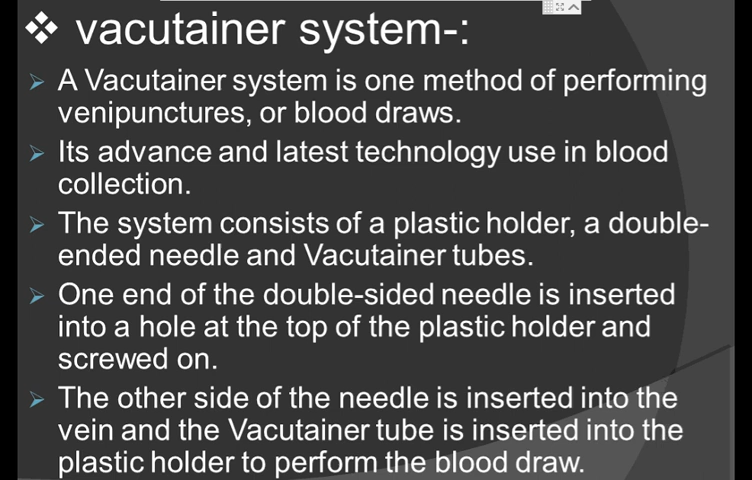 ❖ vacutainer system-:
➢ A Vacutainer system is one method of performing
venipunctures, or blood draws.
➢ Its advance and latest technology use in blood
collection.
➢ The system consists of a plastic holder, a double-
ended needle and Vacutainer tubes.
➢ One end of the double-sided needle is inserted
into a hole at the top of the plastic holder and
screwed on.
➢ The other side of the needle is inserted into the
vein and the Vacutainer tube is inserted into the
plastic holder to perform the blood draw.